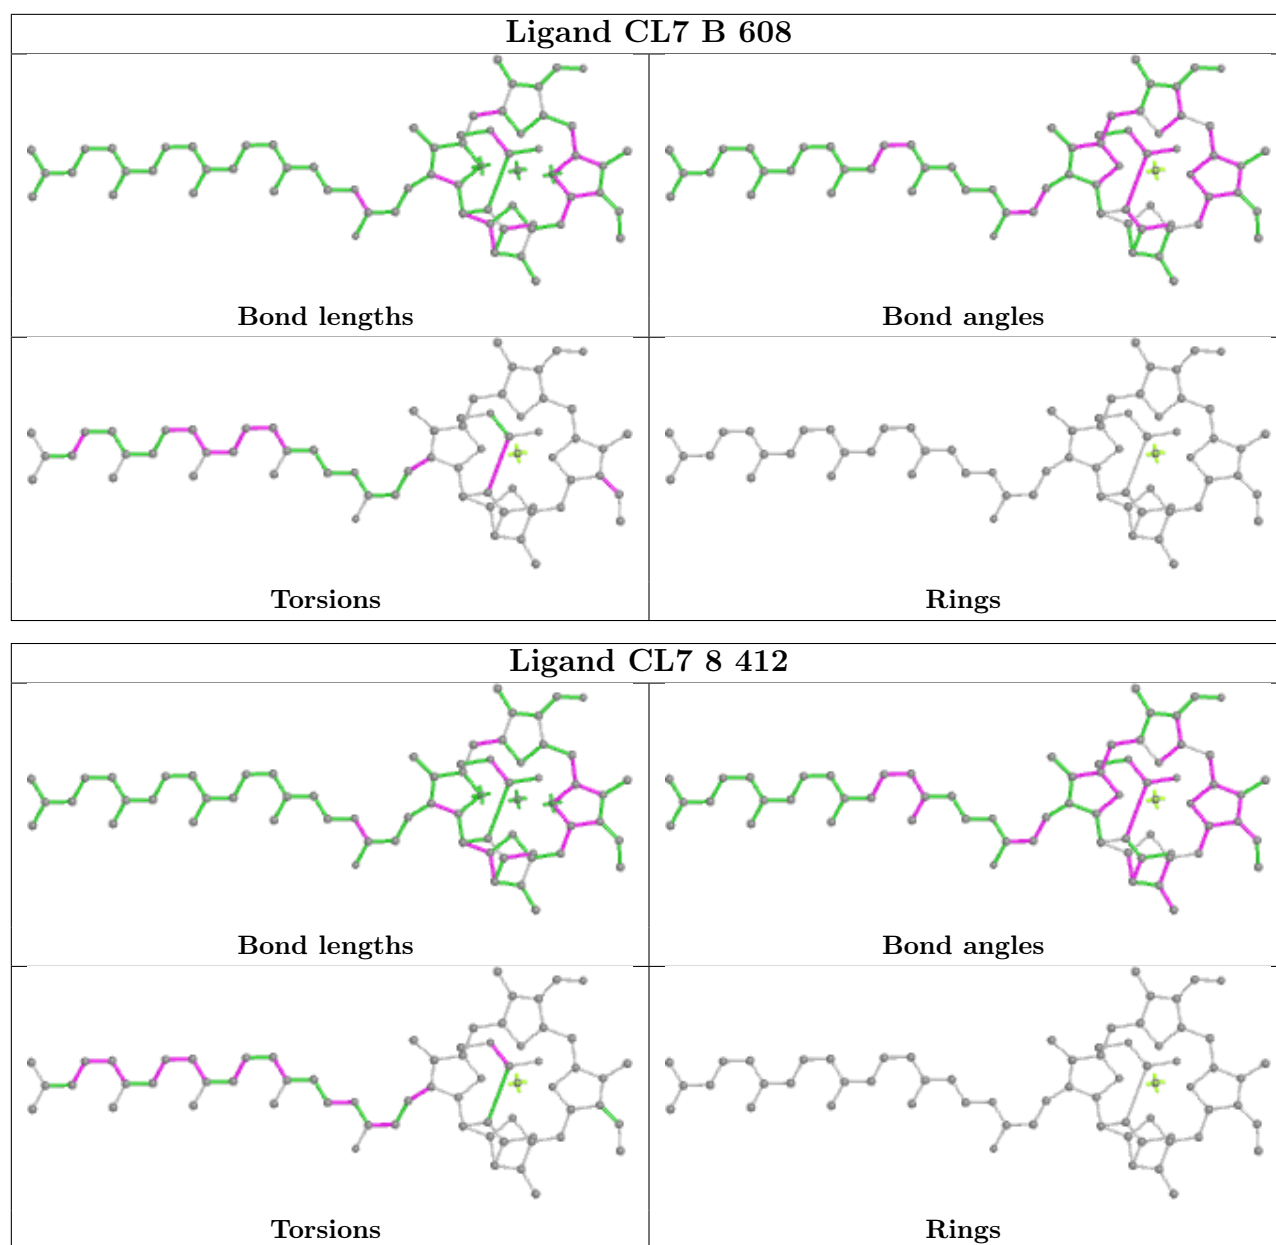 Ligand CL7 B 608
Bond lengths
Bond angles
Torsions
Rings
Ligand CL7 8 412
Bond lengths
Bond angles
Torsions
Rings